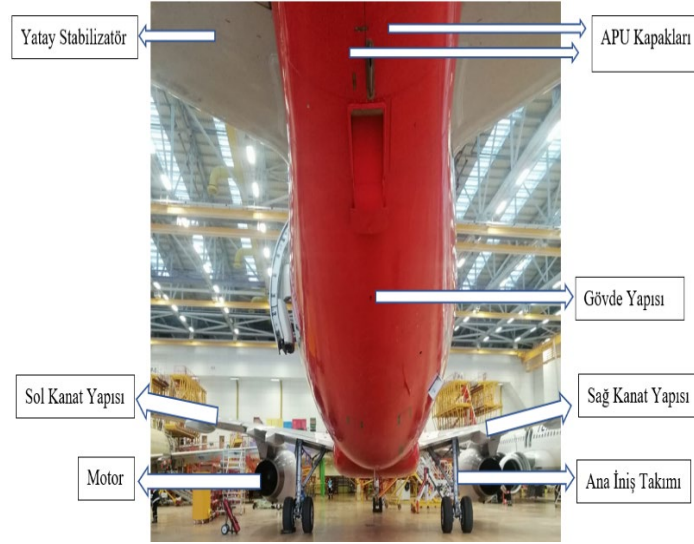 Yatay Stabilizatör
APU Kapakları
Gövde Yapısı
Sol Kanat Yapısı
Sağ Kanat Yapısı
Motor
Ana İniş Takımı